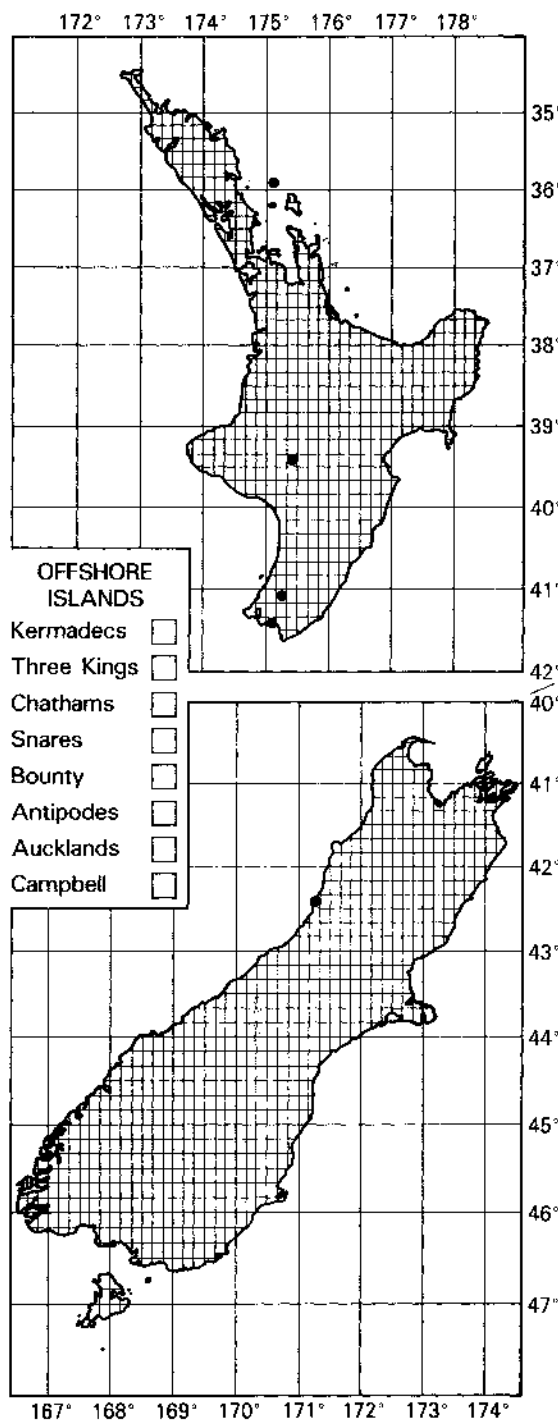 172° 173° 174° 175° 176° 177° 178°
35°
36°
37°
38°
39°
40°
41°
42°
OFFSHORE
ISLANDS
Kermadecs
Three Kings
Chathams
Snares
Bounty
Antipodes
Aucklands
Campbell
40°
41°
42°
43°
44°
45°
46°
47°
167° 168° 169° 170° 171° 172° 173° 174°